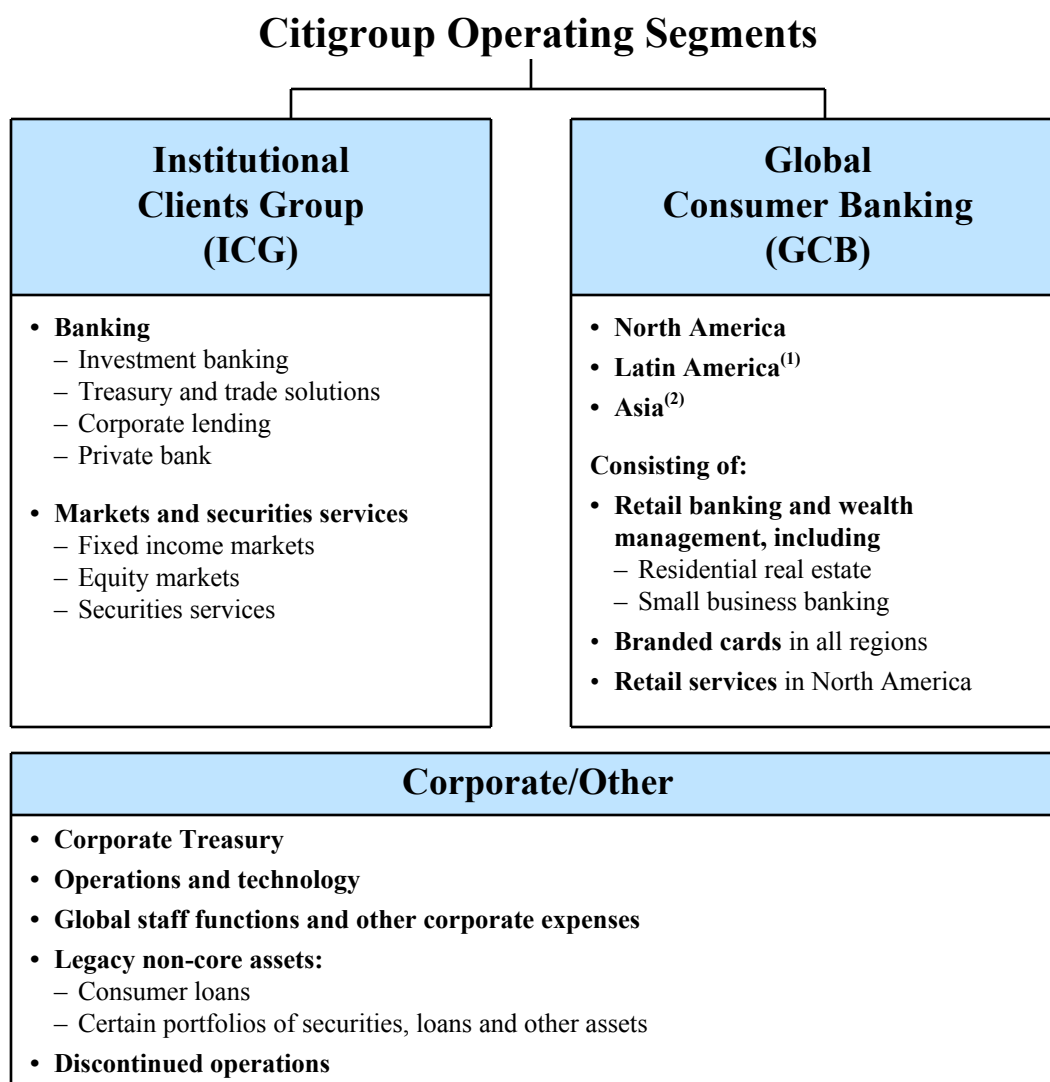 Citigroup Operating Segments
Institutional
Clients Group
(ICG)
• Banking
– Investment banking
– Treasury and trade solutions
– Corporate lending
– Private bank
• Markets and securities services
– Fixed income markets
– Equity markets
– Securities services
Global
Consumer Banking
(GCB)
• North America
• Latin America(1)
• Asia(2)
Consisting of:
• Retail banking and wealth
management, including
– Residential real estate
– Small business banking
• Branded cards in all regions
• Retail services in North America
Corporate/Other
• Corporate Treasury
• Operations and technology
• Global staff functions and other corporate expenses
• Legacy non-core assets:
– Consumer loans
– Certain portfolios of securities, loans and other assets
• Discontinued operations